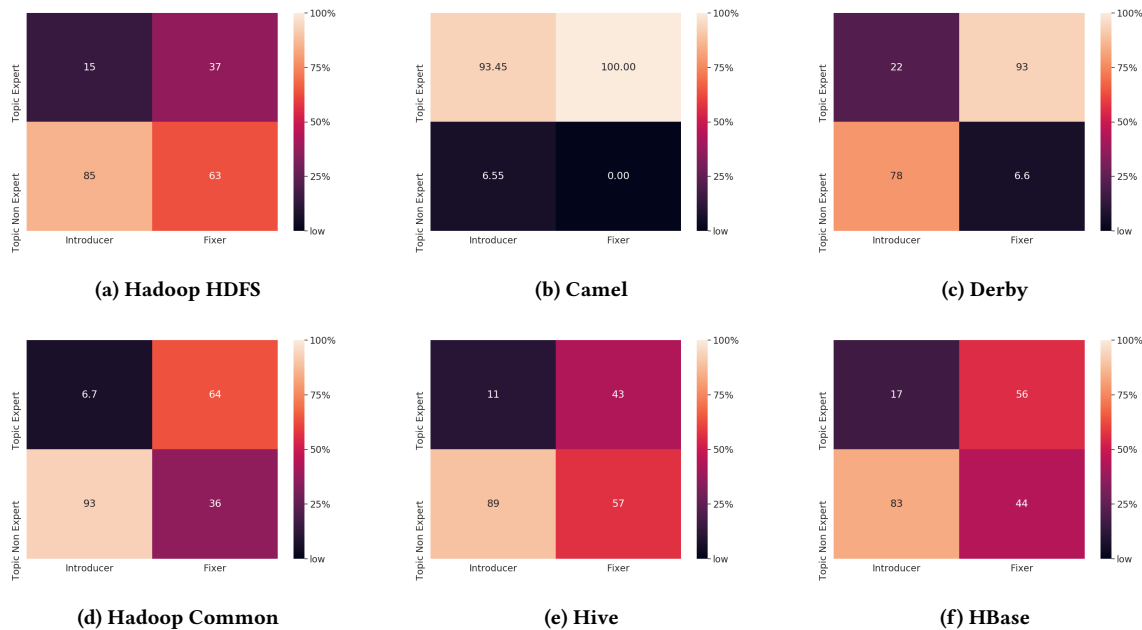 100%
75%
50%
25%
low
Topic Expert
Topic Non Expert
15
37
85
63
Introducer
Fixer
(a) Hadoop HDFS
100%
75%
50%
25%
low
Topic Expert
Topic Non Expert
93.45
100.00
6.55
0.00
Introducer
Fixer
(b) Camel
100%
75%
50%
25%
low
Topic Expert
Topic Non Expert
22
93
78
6.6
Introducer
Fixer
(c) Derby
100%
75%
50%
25%
low
Topic Expert
Topic Non Expert
6.7
64
93
36
Introducer
Fixer
(d) Hadoop Common
100%
75%
50%
25%
low
Topic Expert
Topic Non Expert
11
43
89
57
Introducer
Fixer
(e) Hive
100%
75%
50%
25%
low
Topic Expert
Topic Non Expert
17
56
83
44
Introducer
Fixer
(f) HBase